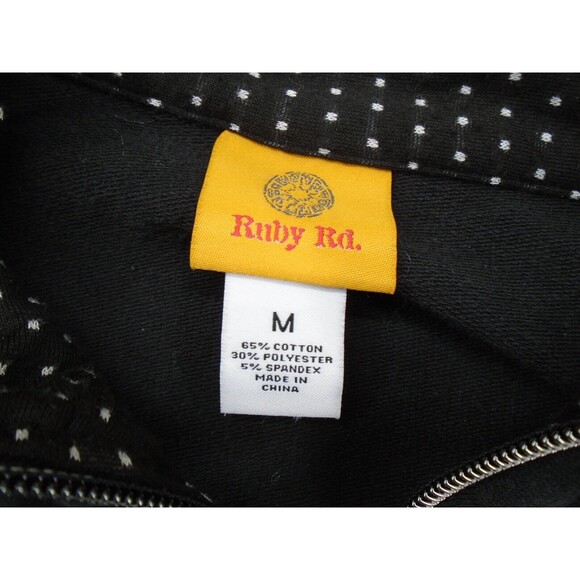 Ruby Rd.
M
65% COTTON
30% POLYESTER
5% SPANDEX
MADE IN
CHINA